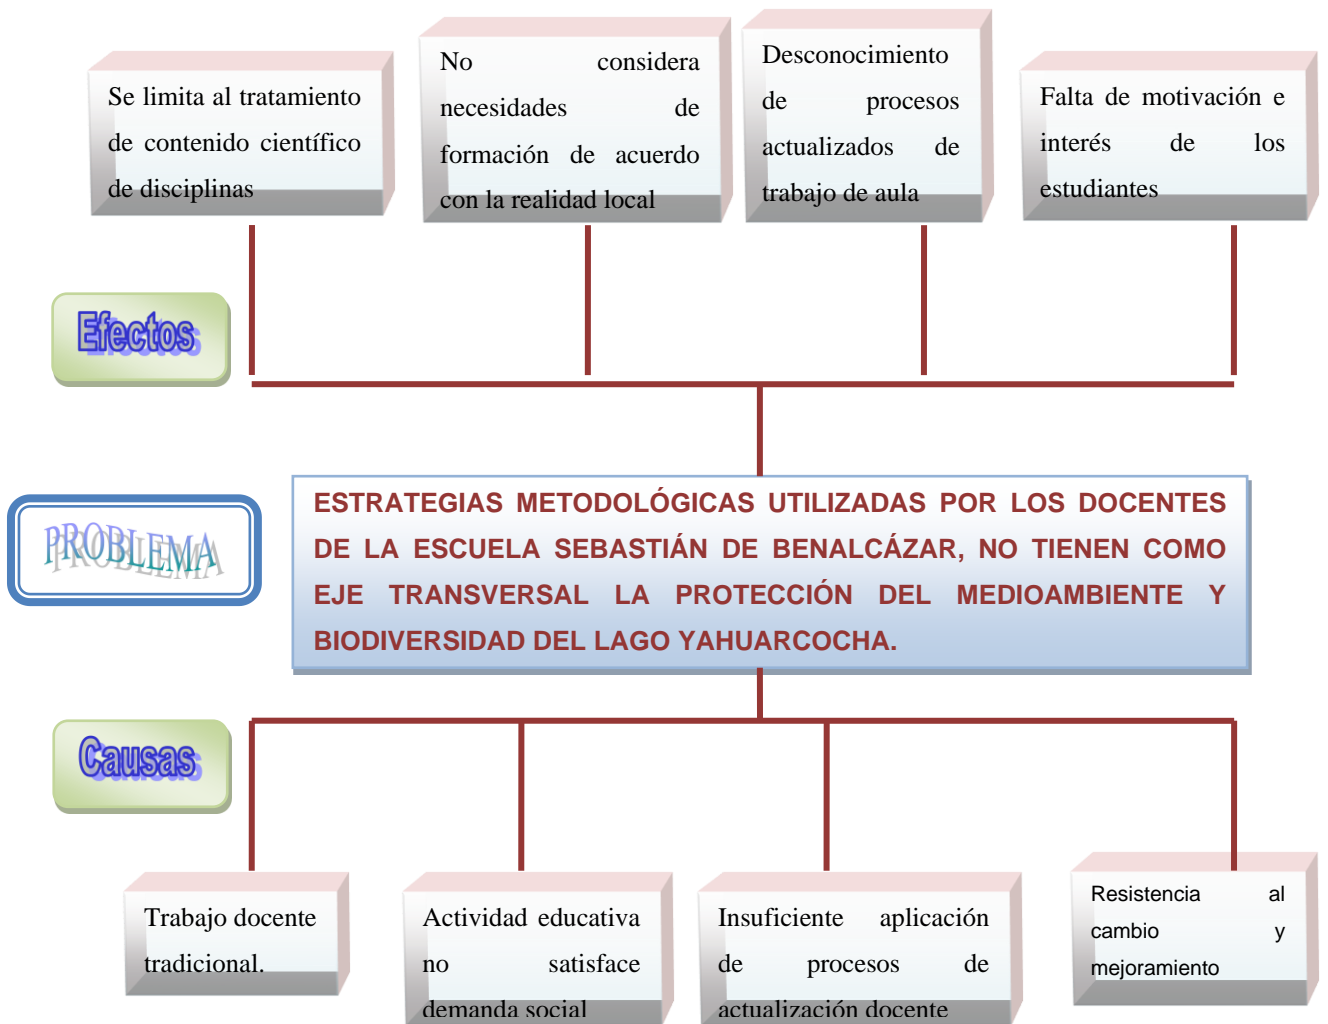 Se limita al tratamiento
de contenido científico
de disciplinas
No considera
necesidades de
formación de acuerdo
con la realidad local
Desconocimiento
de procesos
actualizados de
trabajo de aula
Falta de motivación e
interés de los
estudiantes
Efectos
PROBLEMA
ESTRATEGIAS METODOLÓGICAS UTILIZADAS POR LOS DOCENTES
DE LA ESCUELA SEBASTIÁN DE BENALCÁZAR, NO TIENEN COMO
EJE TRANSVERSAL LA PROTECCIÓN DEL MEDIOAMBIENTE Y
BIODIVERSIDAD DEL LAGO YAHUARCOCHA.
Causas
Trabajo docente
tradicional.
Actividad educativa
no satisface
demanda social
Insuficiente aplicación
de procesos de
actualización docente
Resistencia al
cambio y
mejoramiento